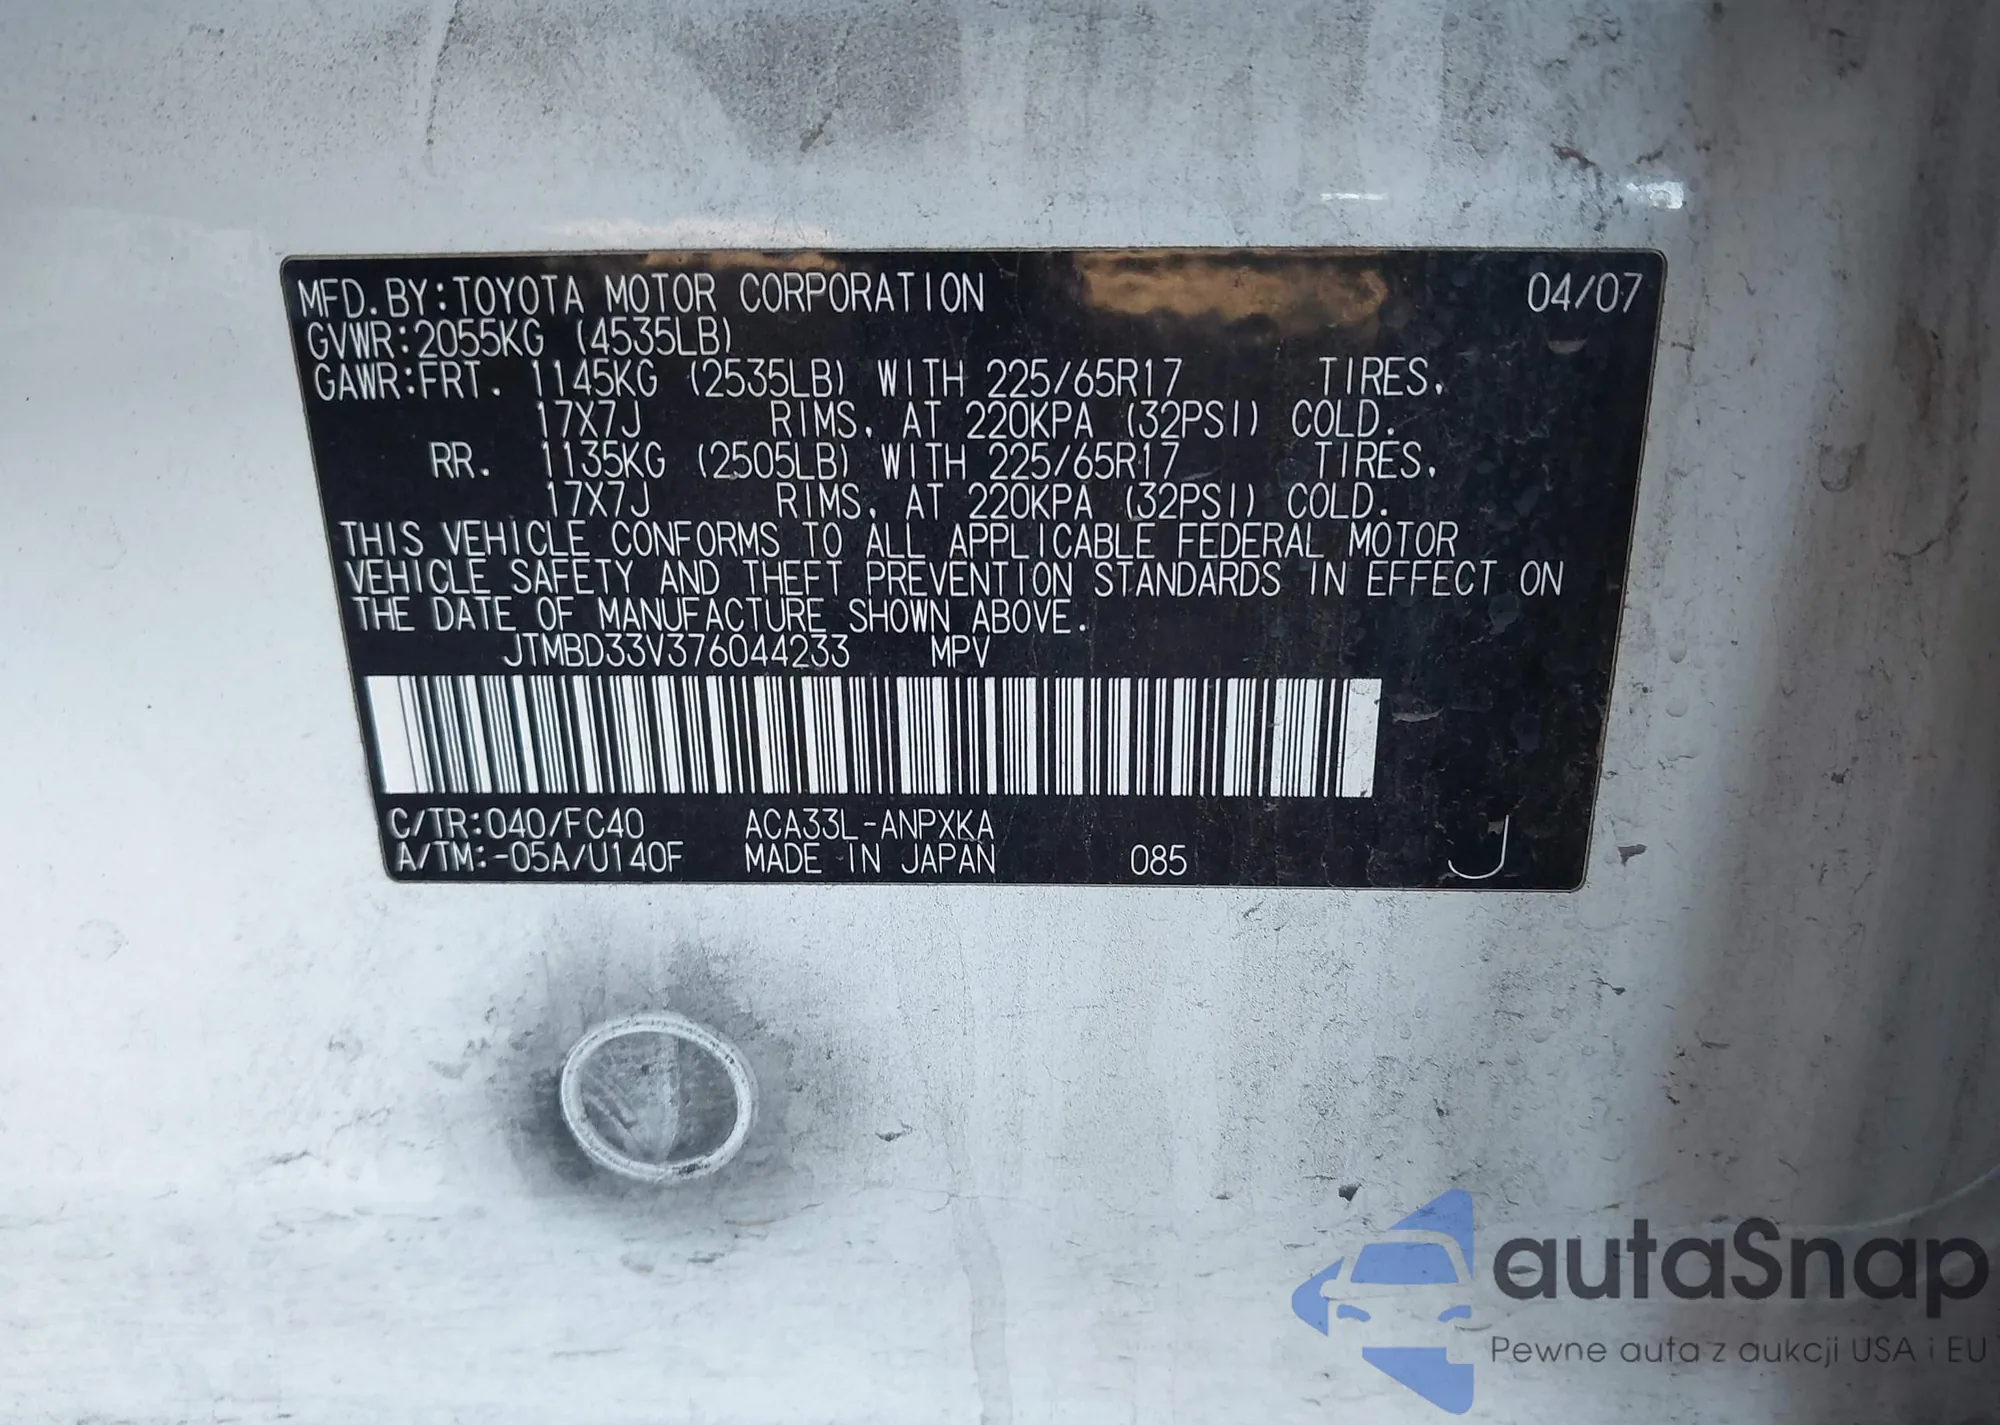 MFD. BY: TOYOTA MOTOR CORPORATION 04/07
GVWR: 2055KG (4535LB)
GAWR: FRT. 1145KG (2535LB) WITH 225/65R17 TIRES,
17X7J RIMS, AT 220KPA (32PSI) COLD.
RR. 1135KG (2505LB) WITH 225/65R17 TIRES,
17X7J RIMS, AT 220KPA (32PSI) COLD.
THIS VEHICLE CONFORMS TO ALL APPLICABLE FEDERAL MOTOR
VEHICLE SAFETY AND THEFT PREVENTION STANDARDS IN EFFECT ON
THE DATE OF MANUFACTURE SHOWN ABOVE.
JTMBD33V376044233 MPV
C/TR: 040/FC40 ACA33L-ANPXKA
A/TM: -05A/U140F MADE IN JAPAN 085 J
autaSnap
Pewne auta z aukcji USA i EU